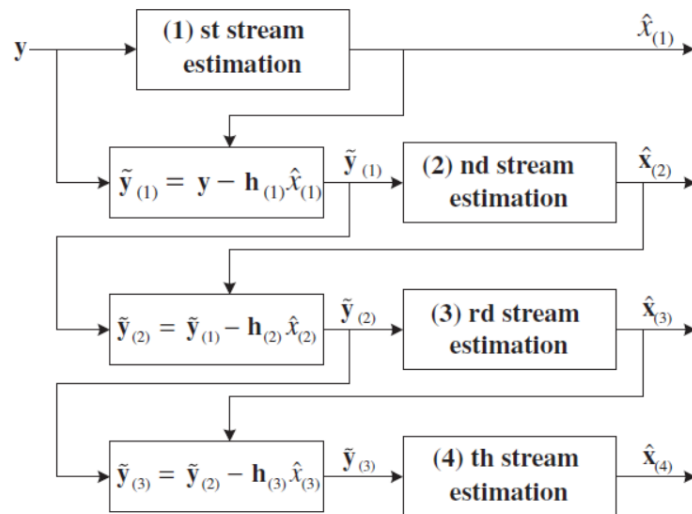 (1) st stream
estimation
y
x̂₍₁₎
ỹ₍₁₎ = y − h₍₁₎x̂₍₁₎
ỹ₍₁₎
(2) nd stream
estimation
x̂₍₂₎
ỹ₍₂₎ = ỹ₍₁₎ − h₍₂₎x̂₍₂₎
ỹ₍₂₎
(3) rd stream
estimation
x̂₍₃₎
ỹ₍₃₎ = ỹ₍₂₎ − h₍₃₎x̂₍₃₎
ỹ₍₃₎
(4) th stream
estimation
x̂₍₄₎